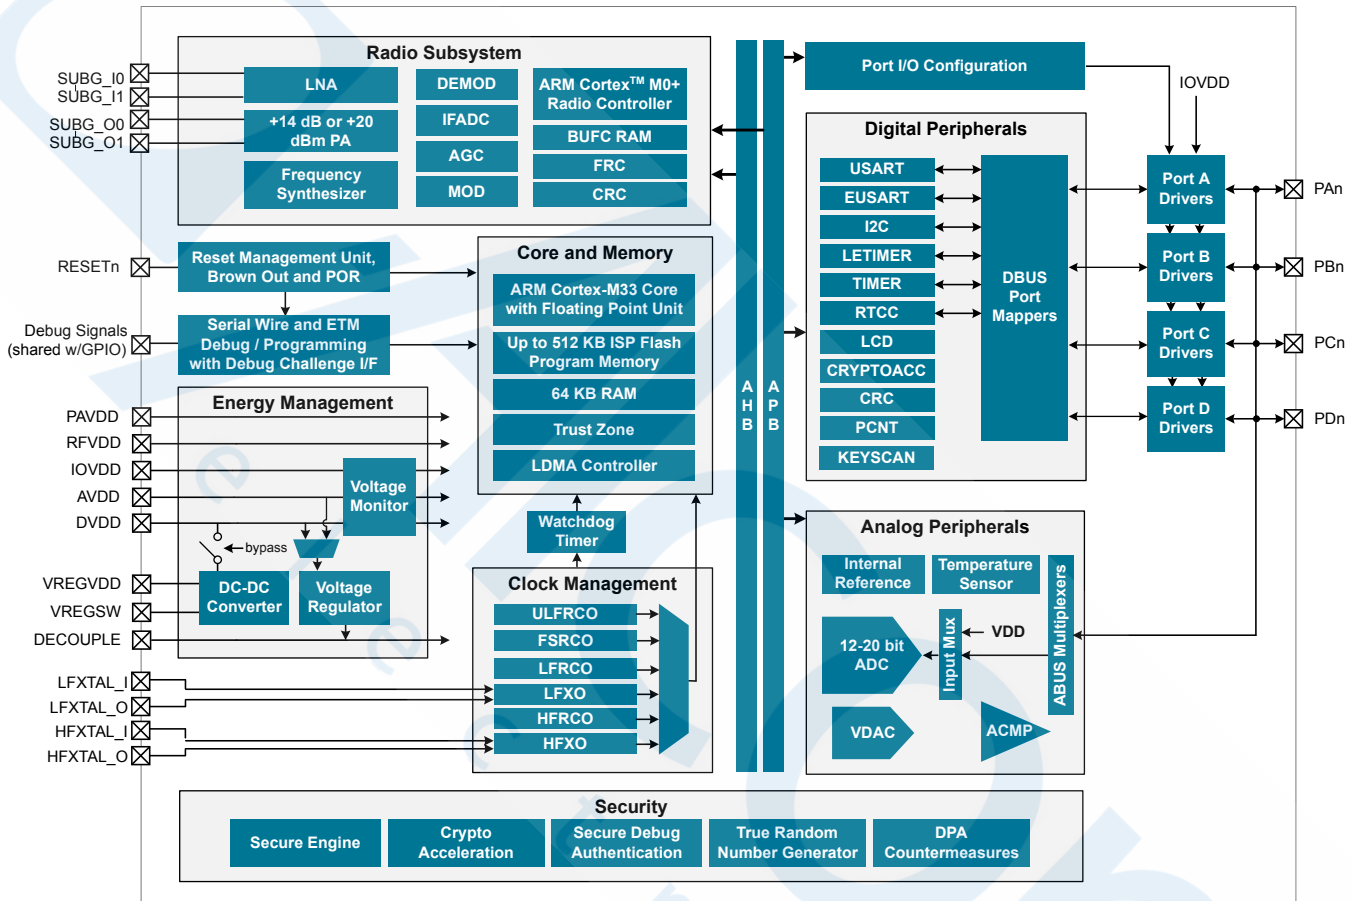 Radio Subsystem
SUBG_I0
SUBG_I1
SUBG_O0
SUBG_O1
LNA
+14 dB or +20
dBm PA
Frequency
Synthesizer
DEMOD
IFADC
AGC
MOD
ARM Cortex™ M0+
Radio Controller
BUFC RAM
FRC
CRC
RESETn
Reset Management Unit,
Brown Out and POR
Debug Signals
(shared w/GPIO)
Serial Wire and ETM
Debug / Programming
with Debug Challenge I/F
Core and Memory
ARM Cortex-M33 Core
with Floating Point Unit
Up to 512 KB ISP Flash
Program Memory
64 KB RAM
Trust Zone
LDMA Controller
Energy Management
PAVDD
RFVDD
IOVDD
AVDD
DVDD
VREGVDD
VREGSW
DECOUPLE
Voltage
Monitor
bypass
DC-DC
Converter
Voltage
Regulator
Watchdog
Timer
Clock Management
ULFRCO
FSRCO
LFRCO
LFXO
HFRCO
HFXO
LFXTAL_I
LFXTAL_O
HFXTAL_I
HFXTAL_O
A
H
B
A
P
B
Port I/O Configuration
IOVDD
Digital Peripherals
USART
EUSART
I2C
LETIMER
TIMER
RTCC
LCD
CRYPTOACC
CRC
PCNT
KEYSCAN
DBUS
Port
Mappers
Port A
Drivers
Port B
Drivers
Port C
Drivers
Port D
Drivers
PAn
PBn
PCn
PDn
Analog Peripherals
Internal
Reference
Temperature
Sensor
12-20 bit
ADC
Input Mux
VDD
ABUS Multiplexers
VDAC
ACMP
Security
Secure Engine
Crypto
Acceleration
Secure Debug
Authentication
True Random
Number Generator
DPA
Countermeasures